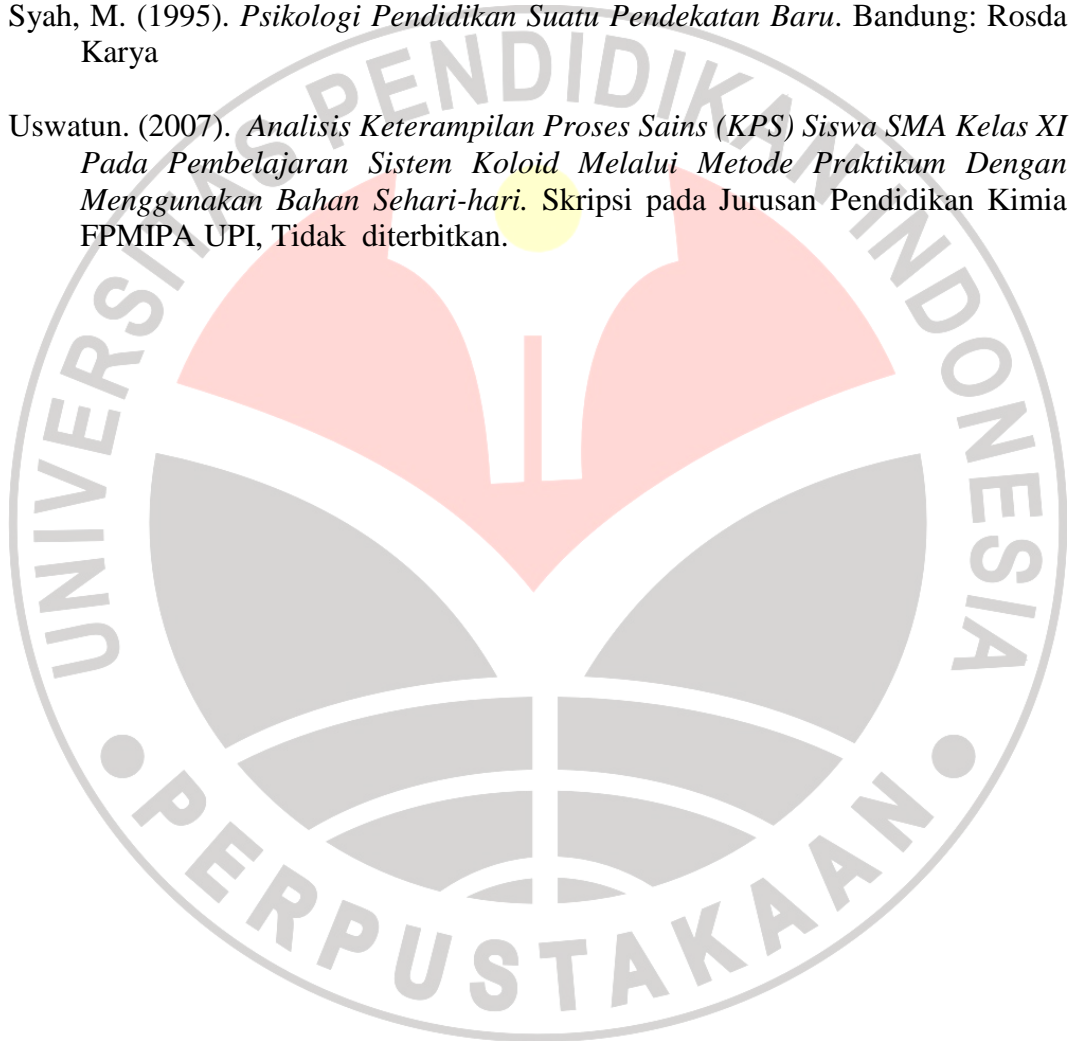 Syah, M. (1995). Psikologi Pendidikan Suatu Pendekatan Baru. Bandung: Rosda
Karya
Uswatun. (2007). Analisis Keterampilan Proses Sains (KPS) Siswa SMA Kelas XI
Pada Pembelajaran Sistem Koloid Melalui Metode Praktikum Dengan
Menggunakan Bahan Sehari-hari. Skripsi pada Jurusan Pendidikan Kimia
FPMIPA UPI, Tidak diterbitkan.
UNIVERSITAS PENDIDIKAN INDONESIA
PERPUSTAKAAN